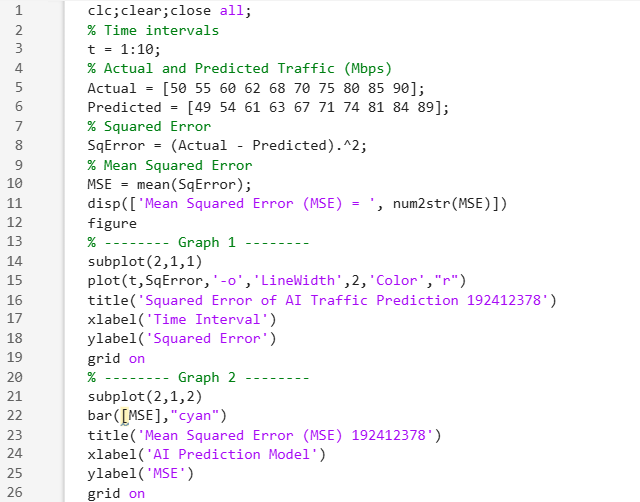 1 clc;clear;close all;
2 % Time intervals
3 t = 1:10;
4 % Actual and Predicted Traffic (Mbps)
5 Actual = [50 55 60 62 68 70 75 80 85 90];
6 Predicted = [49 54 61 63 67 71 74 81 84 89];
7 % Squared Error
8 SqError = (Actual - Predicted).^2;
9 % Mean Squared Error
10 MSE = mean(SqError);
11 disp(['Mean Squared Error (MSE) = ', num2str(MSE)])
12 figure
13 % -------- Graph 1 --------
14 subplot(2,1,1)
15 plot(t,SqError,'-o','LineWidth',2,'Color',"r")
16 title('Squared Error of AI Traffic Prediction 192412378')
17 xlabel('Time Interval')
18 ylabel('Squared Error')
19 grid on
20 % -------- Graph 2 --------
21 subplot(2,1,2)
22 bar([MSE],"cyan")
23 title('Mean Squared Error (MSE) 192412378')
24 xlabel('AI Prediction Model')
25 ylabel('MSE')
26 grid on